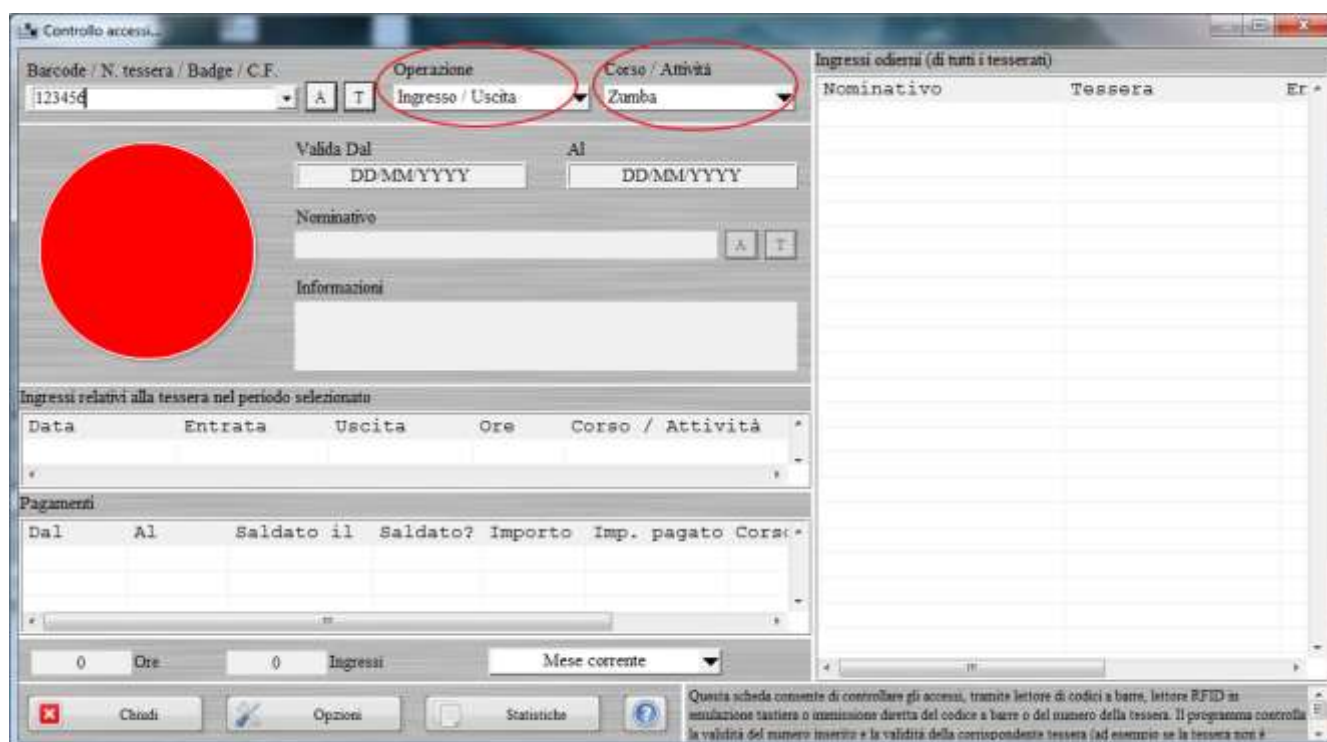 Controllo accessi...
Barcode / N. tessera / Badge / C.F.
Operazione
Corso / Attività
123456
A
T
Ingresso / Uscita
Zumba
Valida Dal
Al
DD/MM/YYYY
DD/MM/YYYY
Nominativo
A
T
Informazioni
Ingressi relativi alla tessera nel periodo selezionato
Data Entrata Uscita Ore Corso / Attività
Pagamenti
Dal Al Saldato il Saldato? Importo Imp. pagato Corso
0 Ore 0 Ingressi Mese corrente
Chiudi
Opzioni
Statistiche
Ingressi odierni (di tutti i tesserati)
Nominativo Tessera Er
Questa scheda consente di controllare gli accessi, tramite lettore di codici a barre, lettore RFID in
emulazione tastiera o immissione diretta del codice a barre o del numero della tessera. Il programma controlla
la validità del numero inserito e la validità della corrispondente tessera (ad esempio se la tessera non è